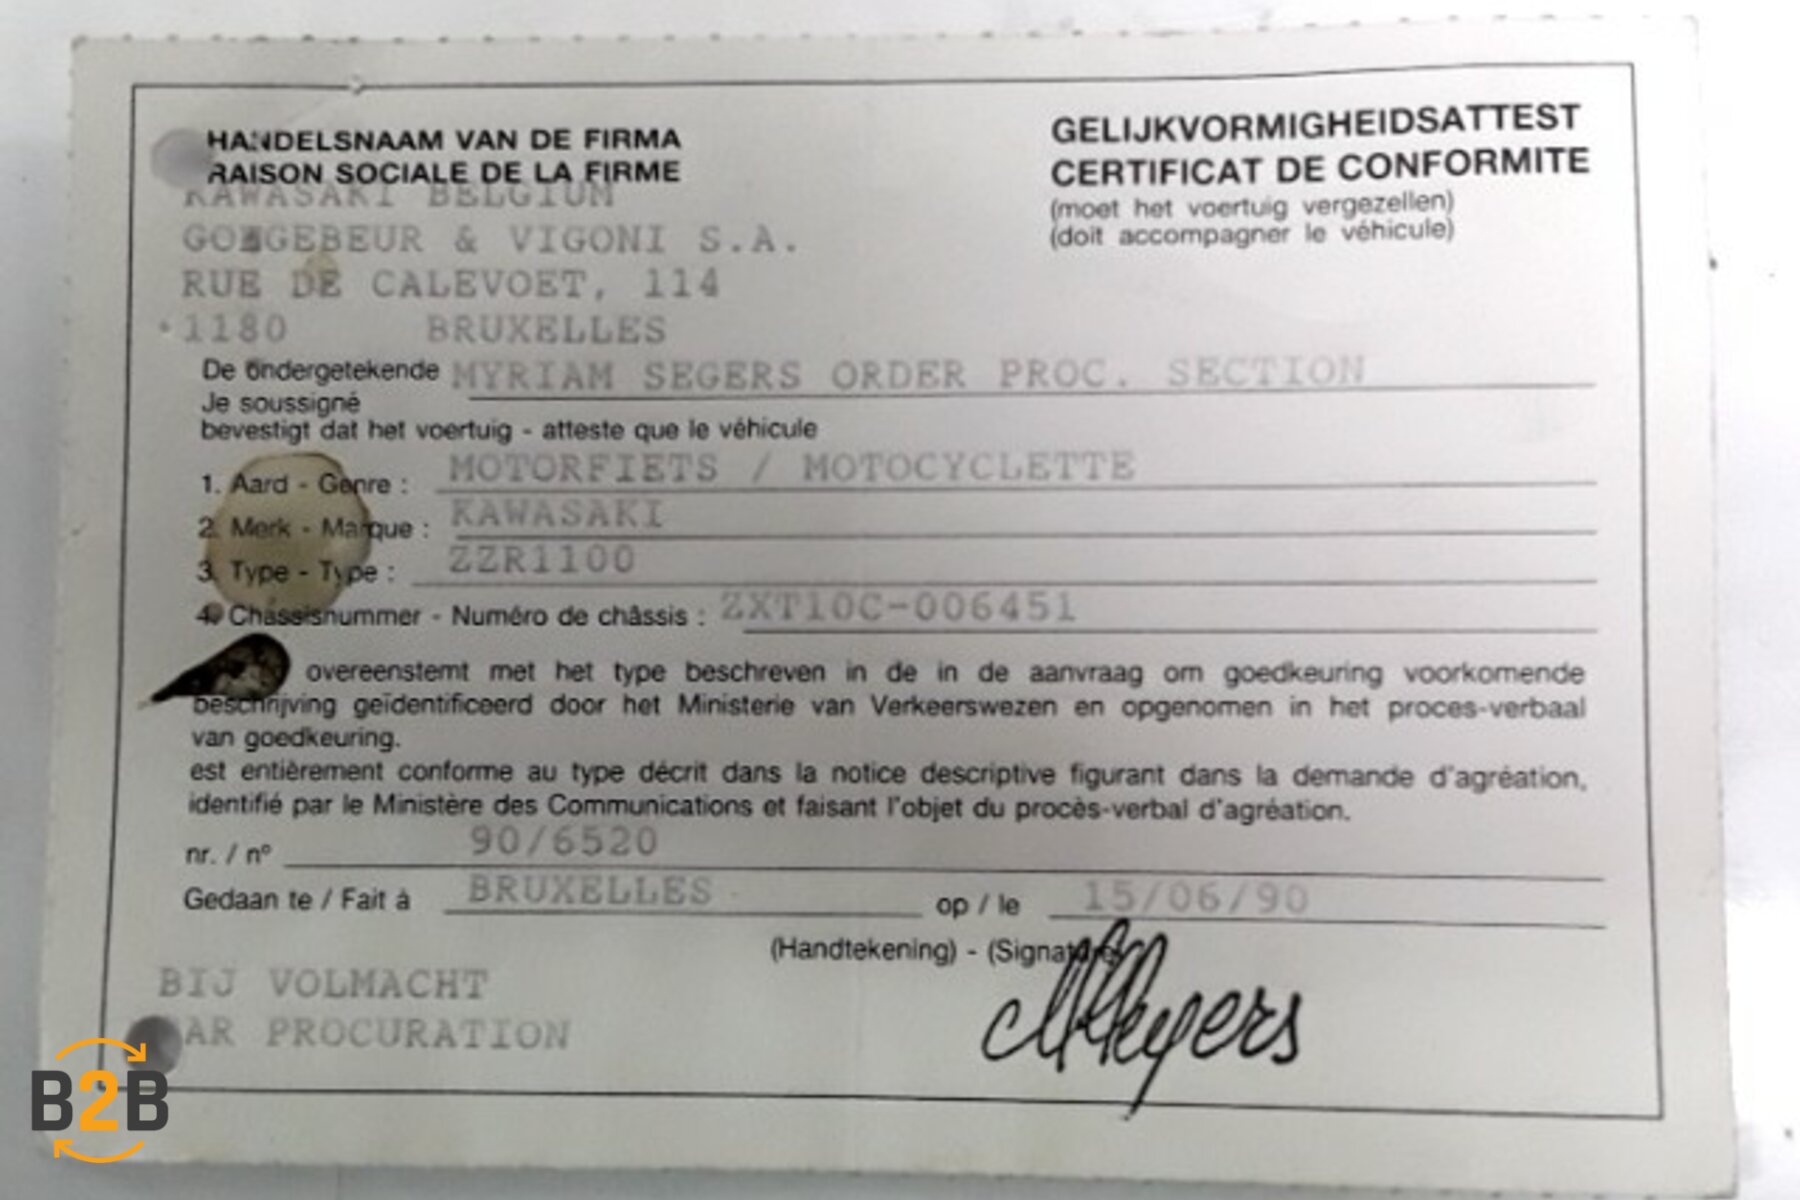 HANDELSNAAM VAN DE FIRMA
RAISON SOCIALE DE LA FIRME
GELIJKVORMIGHEIDSATTEST
CERTIFICAT DE CONFORMITE
(moet het voertuig vergezellen)
(doit accompagner le véhicule)
KAWASAKI BELGIUM
& VIGONI S.A.
RUE DE CALEVOET, 114
1180 BRUXELLES
De ondergetekende MYRIAM SEGERS ORDER PROC. SECTION
Je soussigné
bevestigt dat het voertuig - atteste que le véhicule
1. Aard - Genre : MOTORFIETS / MOTOCYCLETTE
2. Merk - Marque : KAWASAKI
3. Type - Type : ZZR1100
4. Châssisnummer - Numéro de châssis : ZXT10C-006451
overeenstemt met het type beschreven in de in de aanvraag om goedkeuring voorkomende
beschrijving geïdentificeerd door het Ministerie van Verkeerswezen en opgenomen in het proces-verbaal
van goedkeuring.
est entièrement conforme au type décrit dans la notice descriptive figurant dans la demande d'agréation,
identifié par le Ministère des Communications et faisant l'objet du procès-verbal d'agréation.
nr. / n° 90/6520
Gedaan te / Fait à BRUXELLES op / le 15/06/90
(Handtekening) - (Signature)
BIJ VOLMACHT
PAR PROCURATION
B2B